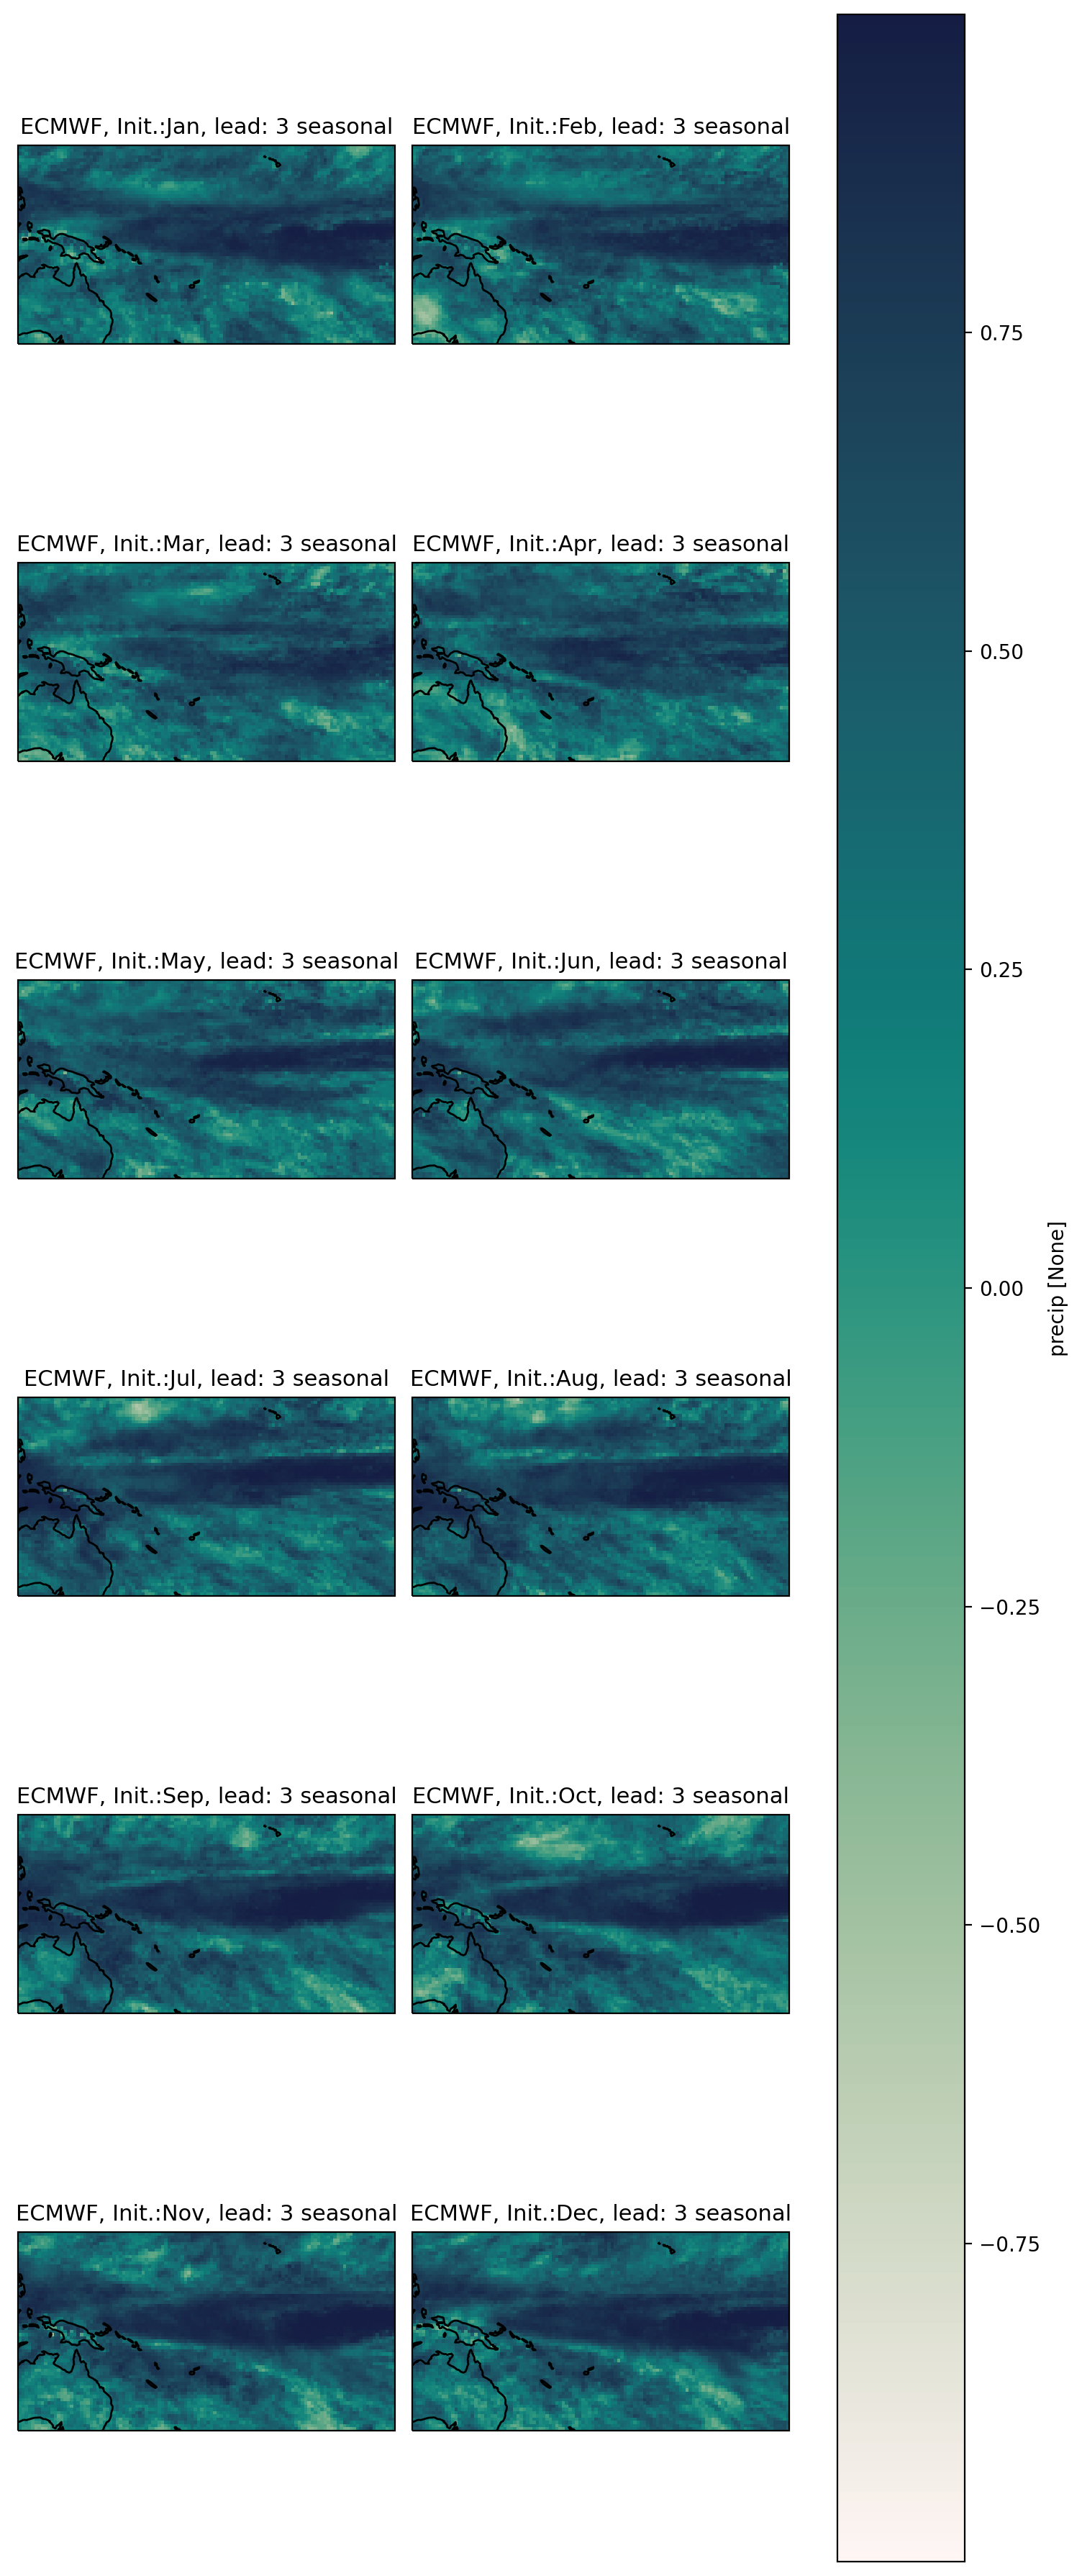 ECMWF, Init.:Jan, lead: 3 seasonal
ECMWF, Init.:Feb, lead: 3 seasonal
ECMWF, Init.:Mar, lead: 3 seasonal
ECMWF, Init.:Apr, lead: 3 seasonal
ECMWF, Init.:May, lead: 3 seasonal
ECMWF, Init.:Jun, lead: 3 seasonal
ECMWF, Init.:Jul, lead: 3 seasonal
ECMWF, Init.:Aug, lead: 3 seasonal
ECMWF, Init.:Sep, lead: 3 seasonal
ECMWF, Init.:Oct, lead: 3 seasonal
ECMWF, Init.:Nov, lead: 3 seasonal
ECMWF, Init.:Dec, lead: 3 seasonal
0.75
0.50
0.25
0.00
−0.25
−0.50
−0.75
precip [None]